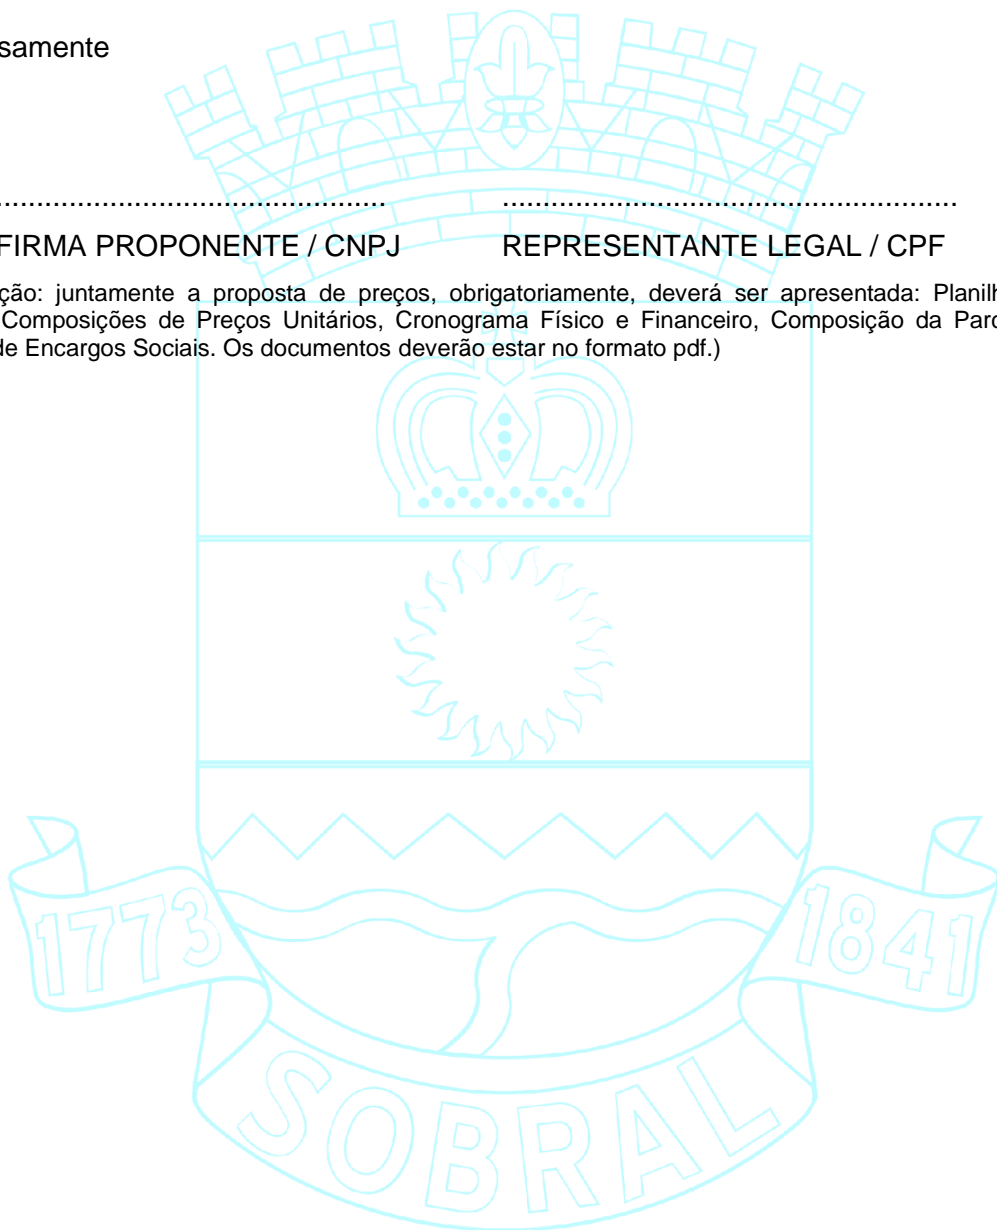 samente
................................................ ........................................................
FIRMA PROPONENTE / CNPJ REPRESENTANTE LEGAL / CPF
ção: juntamente a proposta de preços, obrigatoriamente, deverá ser apresentada: Planilh
Composições de Preços Unitários, Cronograma Físico e Financeiro, Composição da Parc
de Encargos Sociais. Os documentos deverão estar no formato pdf.)
1773
1841
SOBRAL